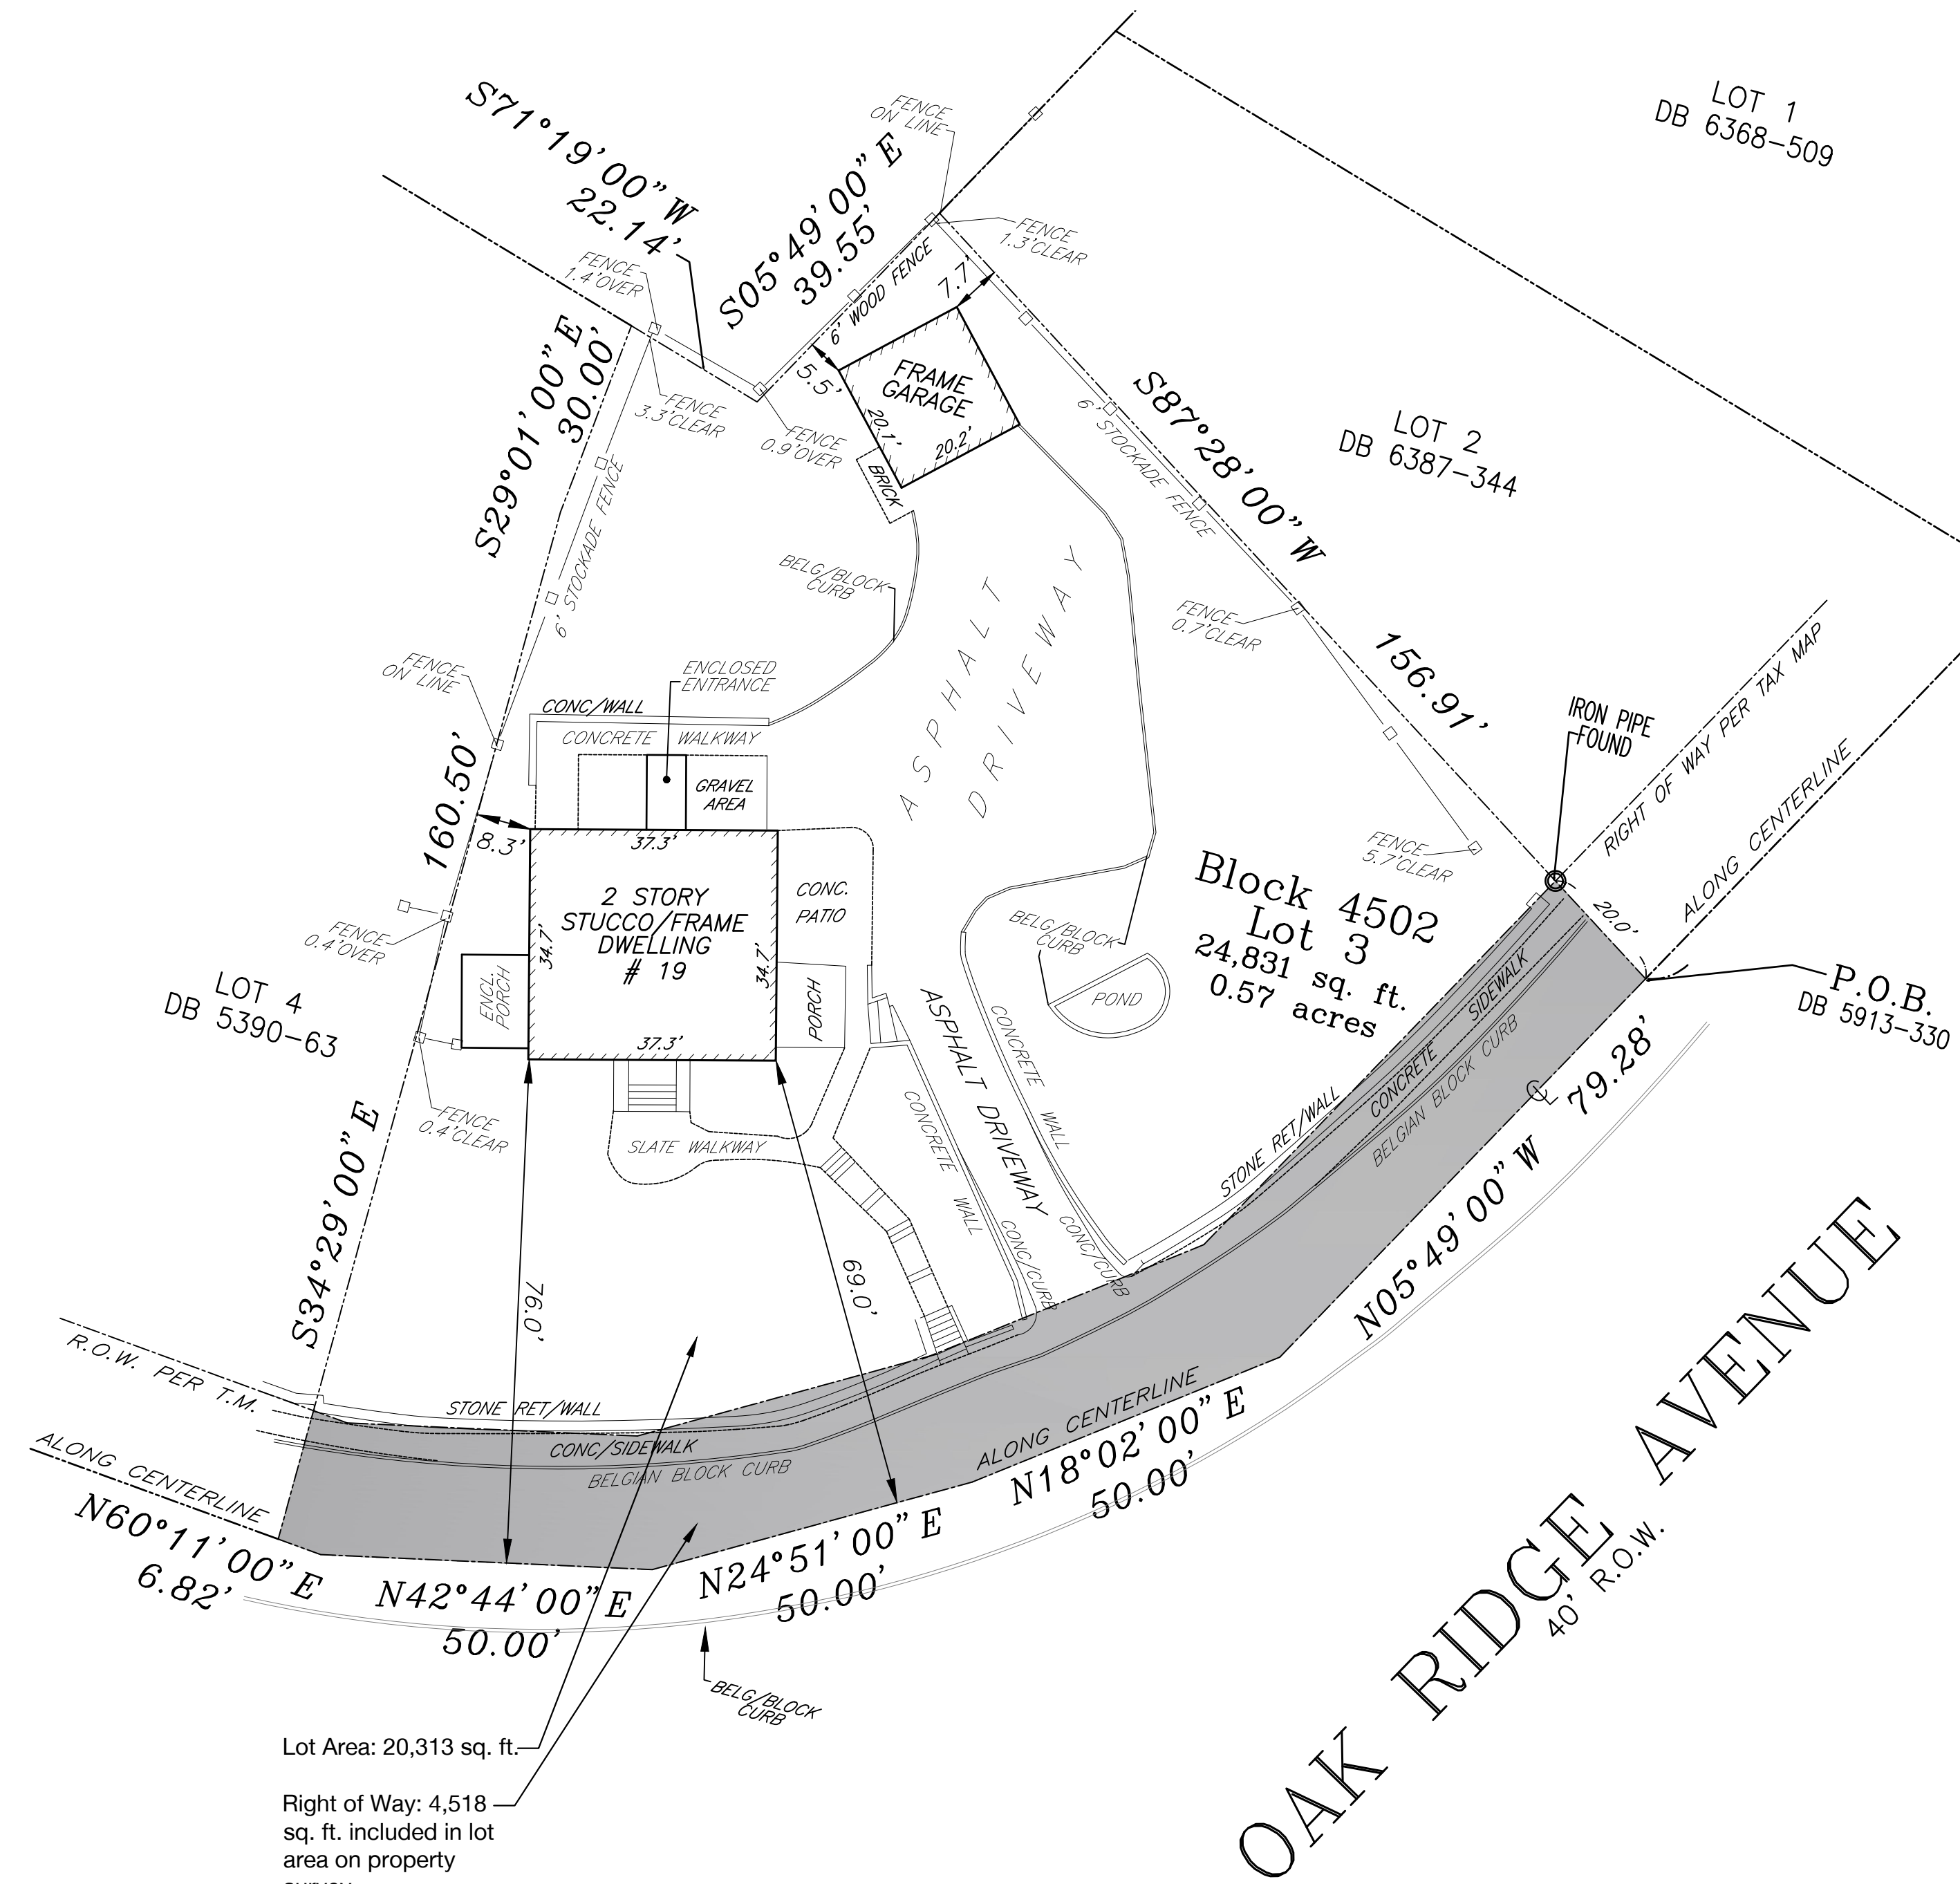 LOT 1
DB 6368-509
S71°19'00" W
22.14'
FENCE
ON LINE
S05°49'00" E
39.55'
FENCE
1.3'CLEAR
FENCE
1.4'OVER
6' WOOD FENCE
7.7'
FRAME
GARAGE
20.1'
20.2'
5.5'
BRICK
S29°01'00" E
30.00'
FENCE
3.3'CLEAR
FENCE
0.9'OVER
6' STOCKADE FENCE
S87°28'00" W
156.91'
6' STOCKADE FENCE
LOT 2
DB 6387-344
BELG/BLOCK
CURB
ASPHALT
DRIVEWAY
FENCE
0.7'CLEAR
FENCE
ON LINE
ENCLOSED
ENTRANCE
CONC/WALL
CONCRETE WALKWAY
GRAVEL
AREA
IRON PIPE
FOUND
RIGHT OF WAY PER TAX MAP
ALONG CENTERLINE
160.50'
8.3'
37.3'
2 STORY
STUCCO/FRAME
DWELLING
# 19
34.7'
34.7'
37.3'
CONC.
PATIO
PORCH
ENCL.
PORCH
FENCE
5.7'CLEAR
Block 4502
Lot 3
24,831 sq. ft.
0.57 acres
BELG/BLOCK
CURB
POND
20.0'
P.O.B.
DB 5913-330
FENCE
0.4'OVER
LOT 4
DB 5390-63
FENCE
0.4'CLEAR
S34°29'00" E
SLATE WALKWAY
ASPHALT DRIVEWAY
CONCRETE WALL
CONCRETE WALL
CONC/CURB
CONC/CURB
STONE RET/WALL
CONCRETE SIDEWALK
BELGIAN BLOCK CURB
79.28'
N05°49'00" W
CL
76.0'
69.0'
R.O.W. PER T.M.
STONE RET/WALL
CONC/SIDEWALK
BELGIAN BLOCK CURB
ALONG CENTERLINE
ALONG CENTERLINE
N60°11'00" E
6.82'
N42°44'00" E
50.00'
N24°51'00" E
50.00'
N18°02'00" E
50.00'
BELG/BLOCK
CURB
OAK RIDGE AVENUE
40' R.O.W.
Lot Area: 20,313 sq. ft.
Right of Way: 4,518
sq. ft. included in lot
area on property